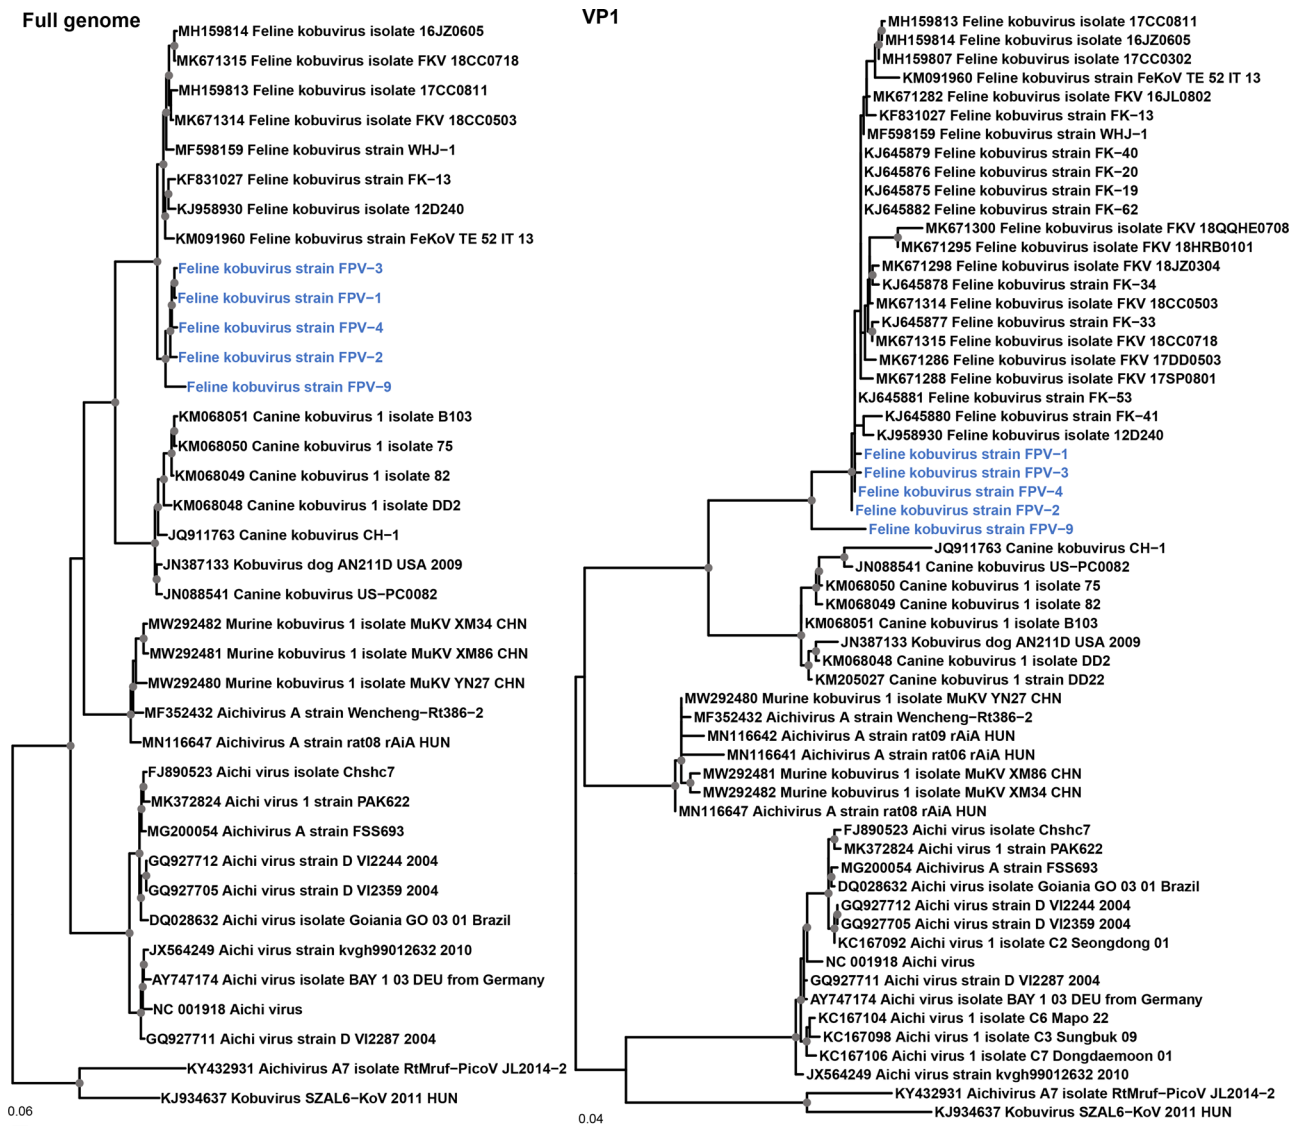 Full genome
MH159814 Feline kobuvirus isolate 16JZ0605
MK671315 Feline kobuvirus isolate FKV 18CC0718
MH159813 Feline kobuvirus isolate 17CC0811
MK671314 Feline kobuvirus isolate FKV 18CC0503
MF598159 Feline kobuvirus strain WHJ−1
KF831027 Feline kobuvirus strain FK−13
KJ958930 Feline kobuvirus isolate 12D240
KM091960 Feline kobuvirus strain FeKoV TE 52 IT 13
Feline kobuvirus strain FPV−3
Feline kobuvirus strain FPV−1
Feline kobuvirus strain FPV−4
Feline kobuvirus strain FPV−2
Feline kobuvirus strain FPV−9
KM068051 Canine kobuvirus 1 isolate B103
KM068050 Canine kobuvirus 1 isolate 75
KM068049 Canine kobuvirus 1 isolate 82
KM068048 Canine kobuvirus 1 isolate DD2
JQ911763 Canine kobuvirus CH−1
JN387133 Kobuvirus dog AN211D USA 2009
JN088541 Canine kobuvirus US−PC0082
MW292482 Murine kobuvirus 1 isolate MuKV XM34 CHN
MW292481 Murine kobuvirus 1 isolate MuKV XM86 CHN
MW292480 Murine kobuvirus 1 isolate MuKV YN27 CHN
MF352432 Aichivirus A strain Wencheng−Rt386−2
MN116647 Aichivirus A strain rat08 rAiA HUN
FJ890523 Aichi virus isolate Chshc7
MK372824 Aichi virus 1 strain PAK622
MG200054 Aichivirus A strain FSS693
GQ927712 Aichi virus strain D VI2244 2004
GQ927705 Aichi virus strain D VI2359 2004
DQ028632 Aichi virus isolate Goiania GO 03 01 Brazil
JX564249 Aichi virus strain kvgh99012632 2010
AY747174 Aichi virus isolate BAY 1 03 DEU from Germany
NC 001918 Aichi virus
GQ927711 Aichi virus strain D VI2287 2004
KY432931 Aichivirus A7 isolate RtMruf−PicoV JL2014−2
KJ934637 Kobuvirus SZAL6−KoV 2011 HUN
0.06
VP1
MH159813 Feline kobuvirus isolate 17CC0811
MH159814 Feline kobuvirus isolate 16JZ0605
MH159807 Feline kobuvirus isolate 17CC0302
KM091960 Feline kobuvirus strain FeKoV TE 52 IT 13
MK671282 Feline kobuvirus isolate FKV 16JL0802
KF831027 Feline kobuvirus strain FK−13
MF598159 Feline kobuvirus strain WHJ−1
KJ645879 Feline kobuvirus strain FK−40
KJ645876 Feline kobuvirus strain FK−20
KJ645875 Feline kobuvirus strain FK−19
KJ645882 Feline kobuvirus strain FK−62
MK671300 Feline kobuvirus isolate FKV 18QQHE0708
MK671295 Feline kobuvirus isolate FKV 18HRB0101
MK671298 Feline kobuvirus isolate FKV 18JZ0304
KJ645878 Feline kobuvirus strain FK−34
MK671314 Feline kobuvirus isolate FKV 18CC0503
KJ645877 Feline kobuvirus strain FK−33
MK671315 Feline kobuvirus isolate FKV 18CC0718
MK671286 Feline kobuvirus isolate FKV 17DD0503
MK671288 Feline kobuvirus isolate FKV 17SP0801
KJ645881 Feline kobuvirus strain FK−53
KJ645880 Feline kobuvirus strain FK−41
KJ958930 Feline kobuvirus isolate 12D240
Feline kobuvirus strain FPV−1
Feline kobuvirus strain FPV−3
Feline kobuvirus strain FPV−4
Feline kobuvirus strain FPV−2
Feline kobuvirus strain FPV−9
JQ911763 Canine kobuvirus CH−1
JN088541 Canine kobuvirus US−PC0082
KM068050 Canine kobuvirus 1 isolate 75
KM068049 Canine kobuvirus 1 isolate 82
KM068051 Canine kobuvirus 1 isolate B103
JN387133 Kobuvirus dog AN211D USA 2009
KM068048 Canine kobuvirus 1 isolate DD2
KM205027 Canine kobuvirus 1 strain DD22
MW292480 Murine kobuvirus 1 isolate MuKV YN27 CHN
MF352432 Aichivirus A strain Wencheng−Rt386−2
MN116642 Aichivirus A strain rat09 rAiA HUN
MN116641 Aichivirus A strain rat06 rAiA HUN
MW292481 Murine kobuvirus 1 isolate MuKV XM86 CHN
MW292482 Murine kobuvirus 1 isolate MuKV XM34 CHN
MN116647 Aichivirus A strain rat08 rAiA HUN
FJ890523 Aichi virus isolate Chshc7
MK372824 Aichi virus 1 strain PAK622
MG200054 Aichivirus A strain FSS693
DQ028632 Aichi virus isolate Goiania GO 03 01 Brazil
GQ927712 Aichi virus strain D VI2244 2004
GQ927705 Aichi virus strain D VI2359 2004
KC167092 Aichi virus 1 isolate C2 Seongdong 01
NC 001918 Aichi virus
GQ927711 Aichi virus strain D VI2287 2004
AY747174 Aichi virus isolate BAY 1 03 DEU from Germany
KC167104 Aichi virus 1 isolate C6 Mapo 22
KC167098 Aichi virus 1 isolate C3 Sungbuk 09
KC167106 Aichi virus 1 isolate C7 Dongdaemoon 01
JX564249 Aichi virus strain kvgh99012632 2010
KY432931 Aichivirus A7 isolate RtMruf−PicoV JL2014−2
KJ934637 Kobuvirus SZAL6−KoV 2011 HUN
0.04